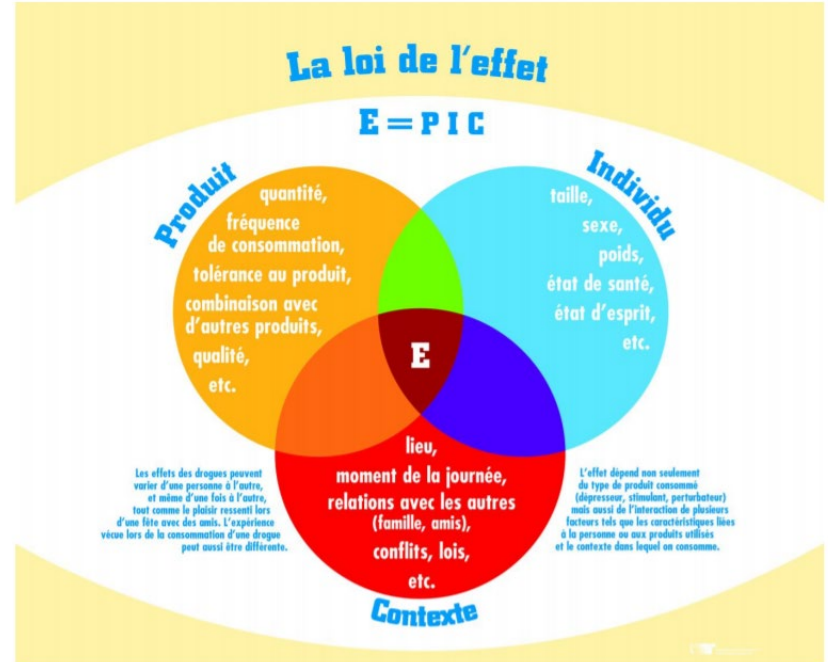 La loi de l'effet
E = P I C
Produit
quantité,
fréquence
de consommation,
tolérance au produit,
combinaison avec
d'autres produits,
qualité,
etc.
Individu
taille,
sexe,
poids,
état de santé,
état d'esprit,
etc.
E
lieu,
moment de la journée,
relations avec les autres
(famille, amis),
conflits, lois,
etc.
Contexte
Les effets des drogues peuvent
varier d'une personne à l'autre,
et même d'une fois à l'autre,
tout comme le plaisir ressenti lors
d'une fête avec des amis. L'expérience
vécue lors de la consommation d'une drogue
peut aussi être différente.
L'effet dépend non seulement
du type de produit consommé
(dépresseur, stimulant, perturbateur)
mais aussi de l'interaction de plusieurs
facteurs tels que les caractéristiques liées
à la personne ou aux produits utilisés
et le contexte dans lequel on consomme.